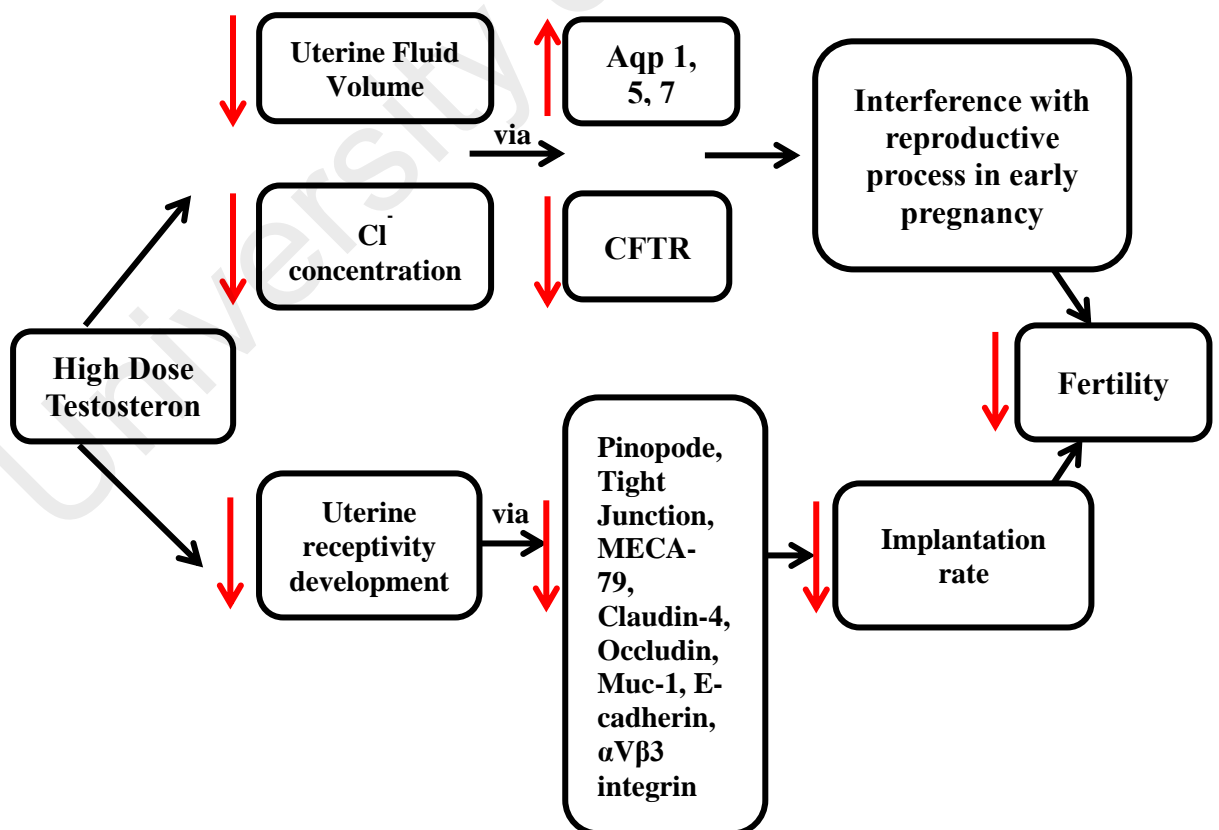 Uterine Fluid
Volume
Aqp 1,
5, 7
Interference with
reproductive
process in early
pregnancy
via
Cl-
concentration
CFTR
High Dose
Testosteron
Fertility
Uterine
receptivity
development
via
Pinopode,
Tight
Junction,
MECA-
79,
Claudin-4,
Occludin,
Muc-1, E-
cadherin,
αVβ3
integrin
Implantation
rate
University